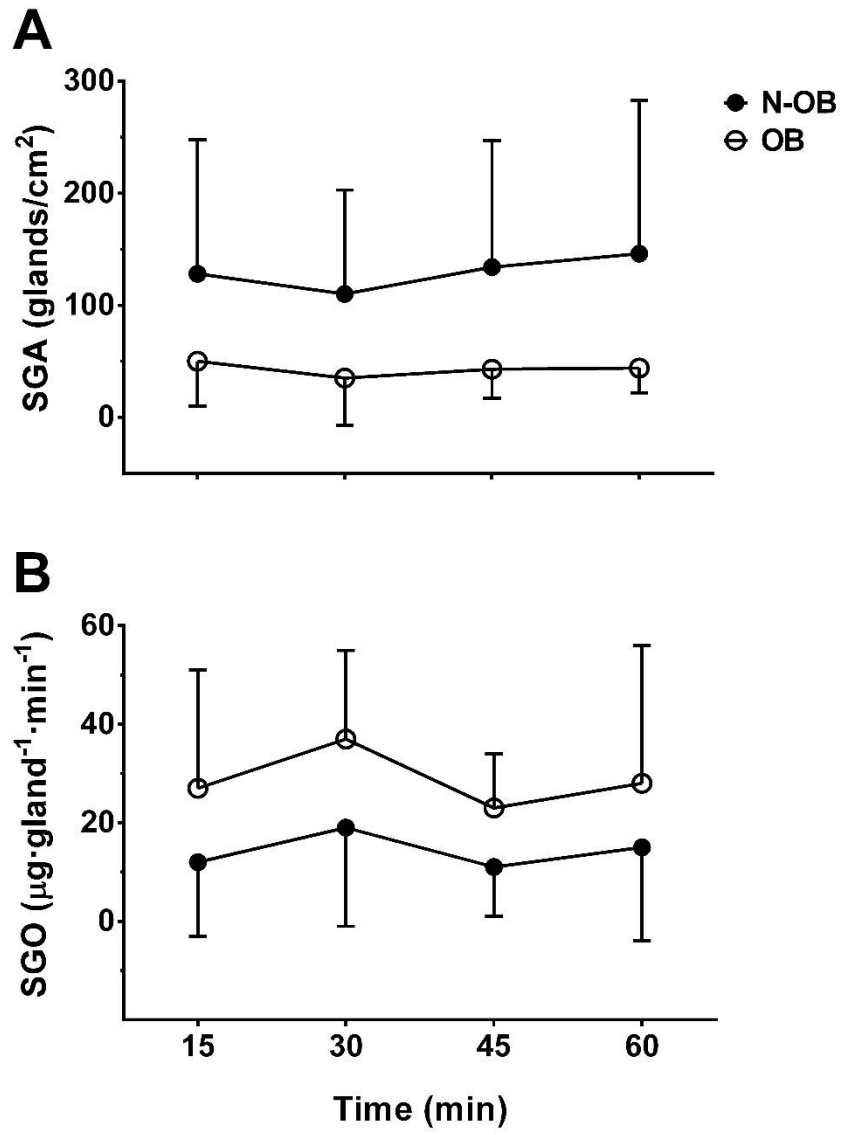 A
300
200
100
0
SGA (glands/cm²)
N-OB
OB
B
60
40
20
0
SGO (μg·gland⁻¹·min⁻¹)
15 30 45 60
Time (min)